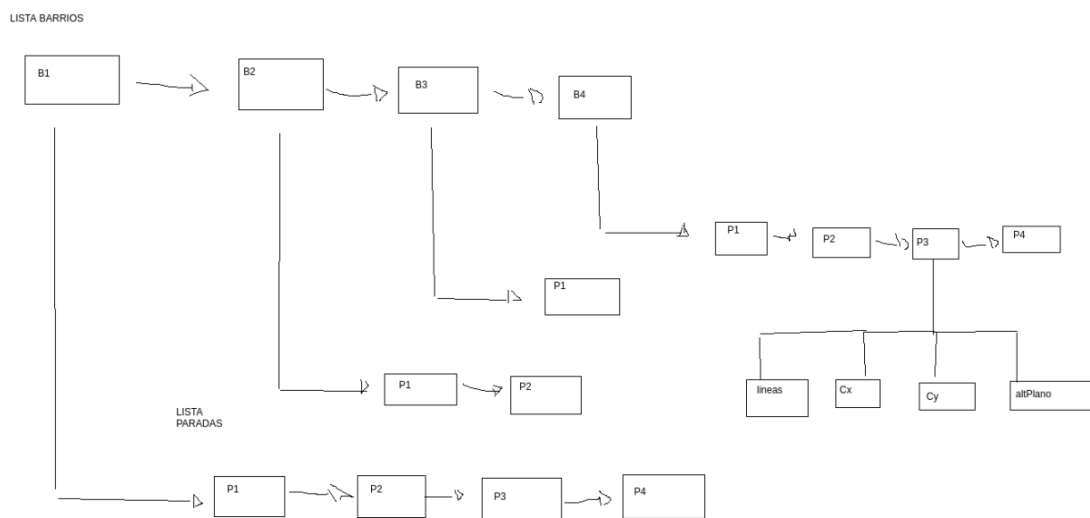 LISTA BARRIOS
B1
B2
B3
B4
P1
P2
P3
P4
P1
lineas
Cx
Cy
altPlano
P1
P2
LISTA
PARADAS
P1
P2
P3
P4